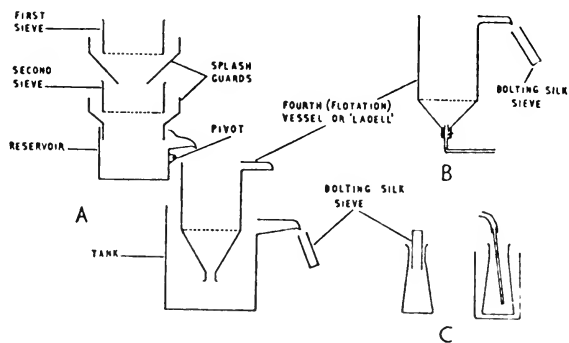 FIRST
SIEVE
SECOND
SIEVE
SPLASH
GUARDS
RESERVOIR
PIVOT
A
TANK
FOURTH (FLOTATION)
VESSEL OR 'LADELL'
BOLTING SILK
SIEVE
B
BOLTING SILK
SIEVE
C